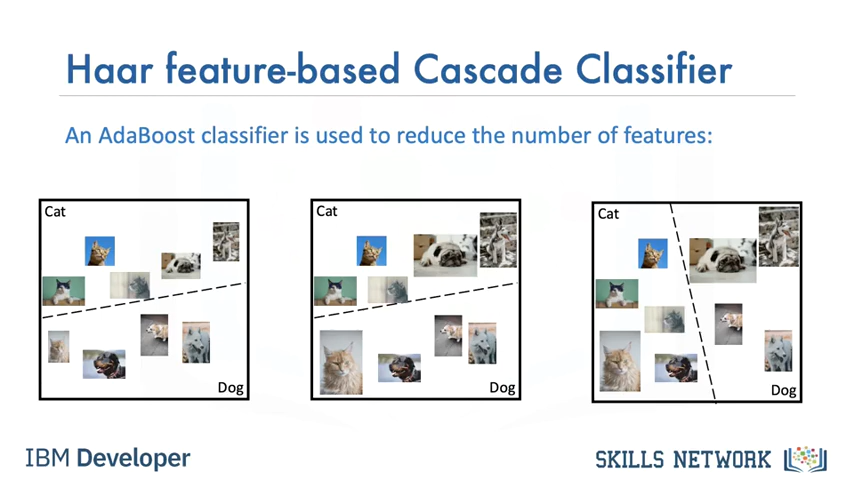 Haar feature-based Cascade Classifier
An AdaBoost classifier is used to reduce the number of features:
Cat
Dog
Cat
Dog
Cat
Dog
IBM Developer
SKILLS NETWORK